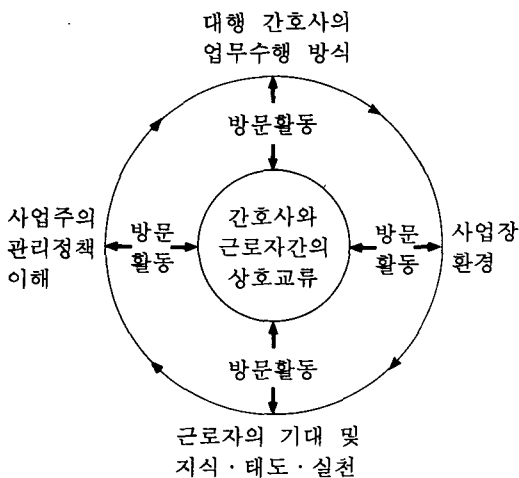 대행 간호사의
업무수행 방식
방문활동
사업주의
관리정책
이해
방문
활동
간호사와
근로자간의
상호교류
방문
활동
사업장
환경
방문활동
근로자의 기대 및
지식·태도·실천